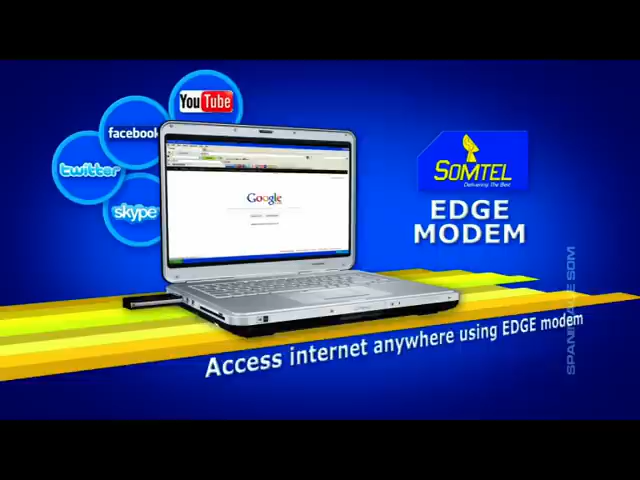 YouTube
facebook
twitter
skype
Google
SOMTEL
Delivering The Best
EDGE
MODEM
Access internet anywhere using EDGE modem